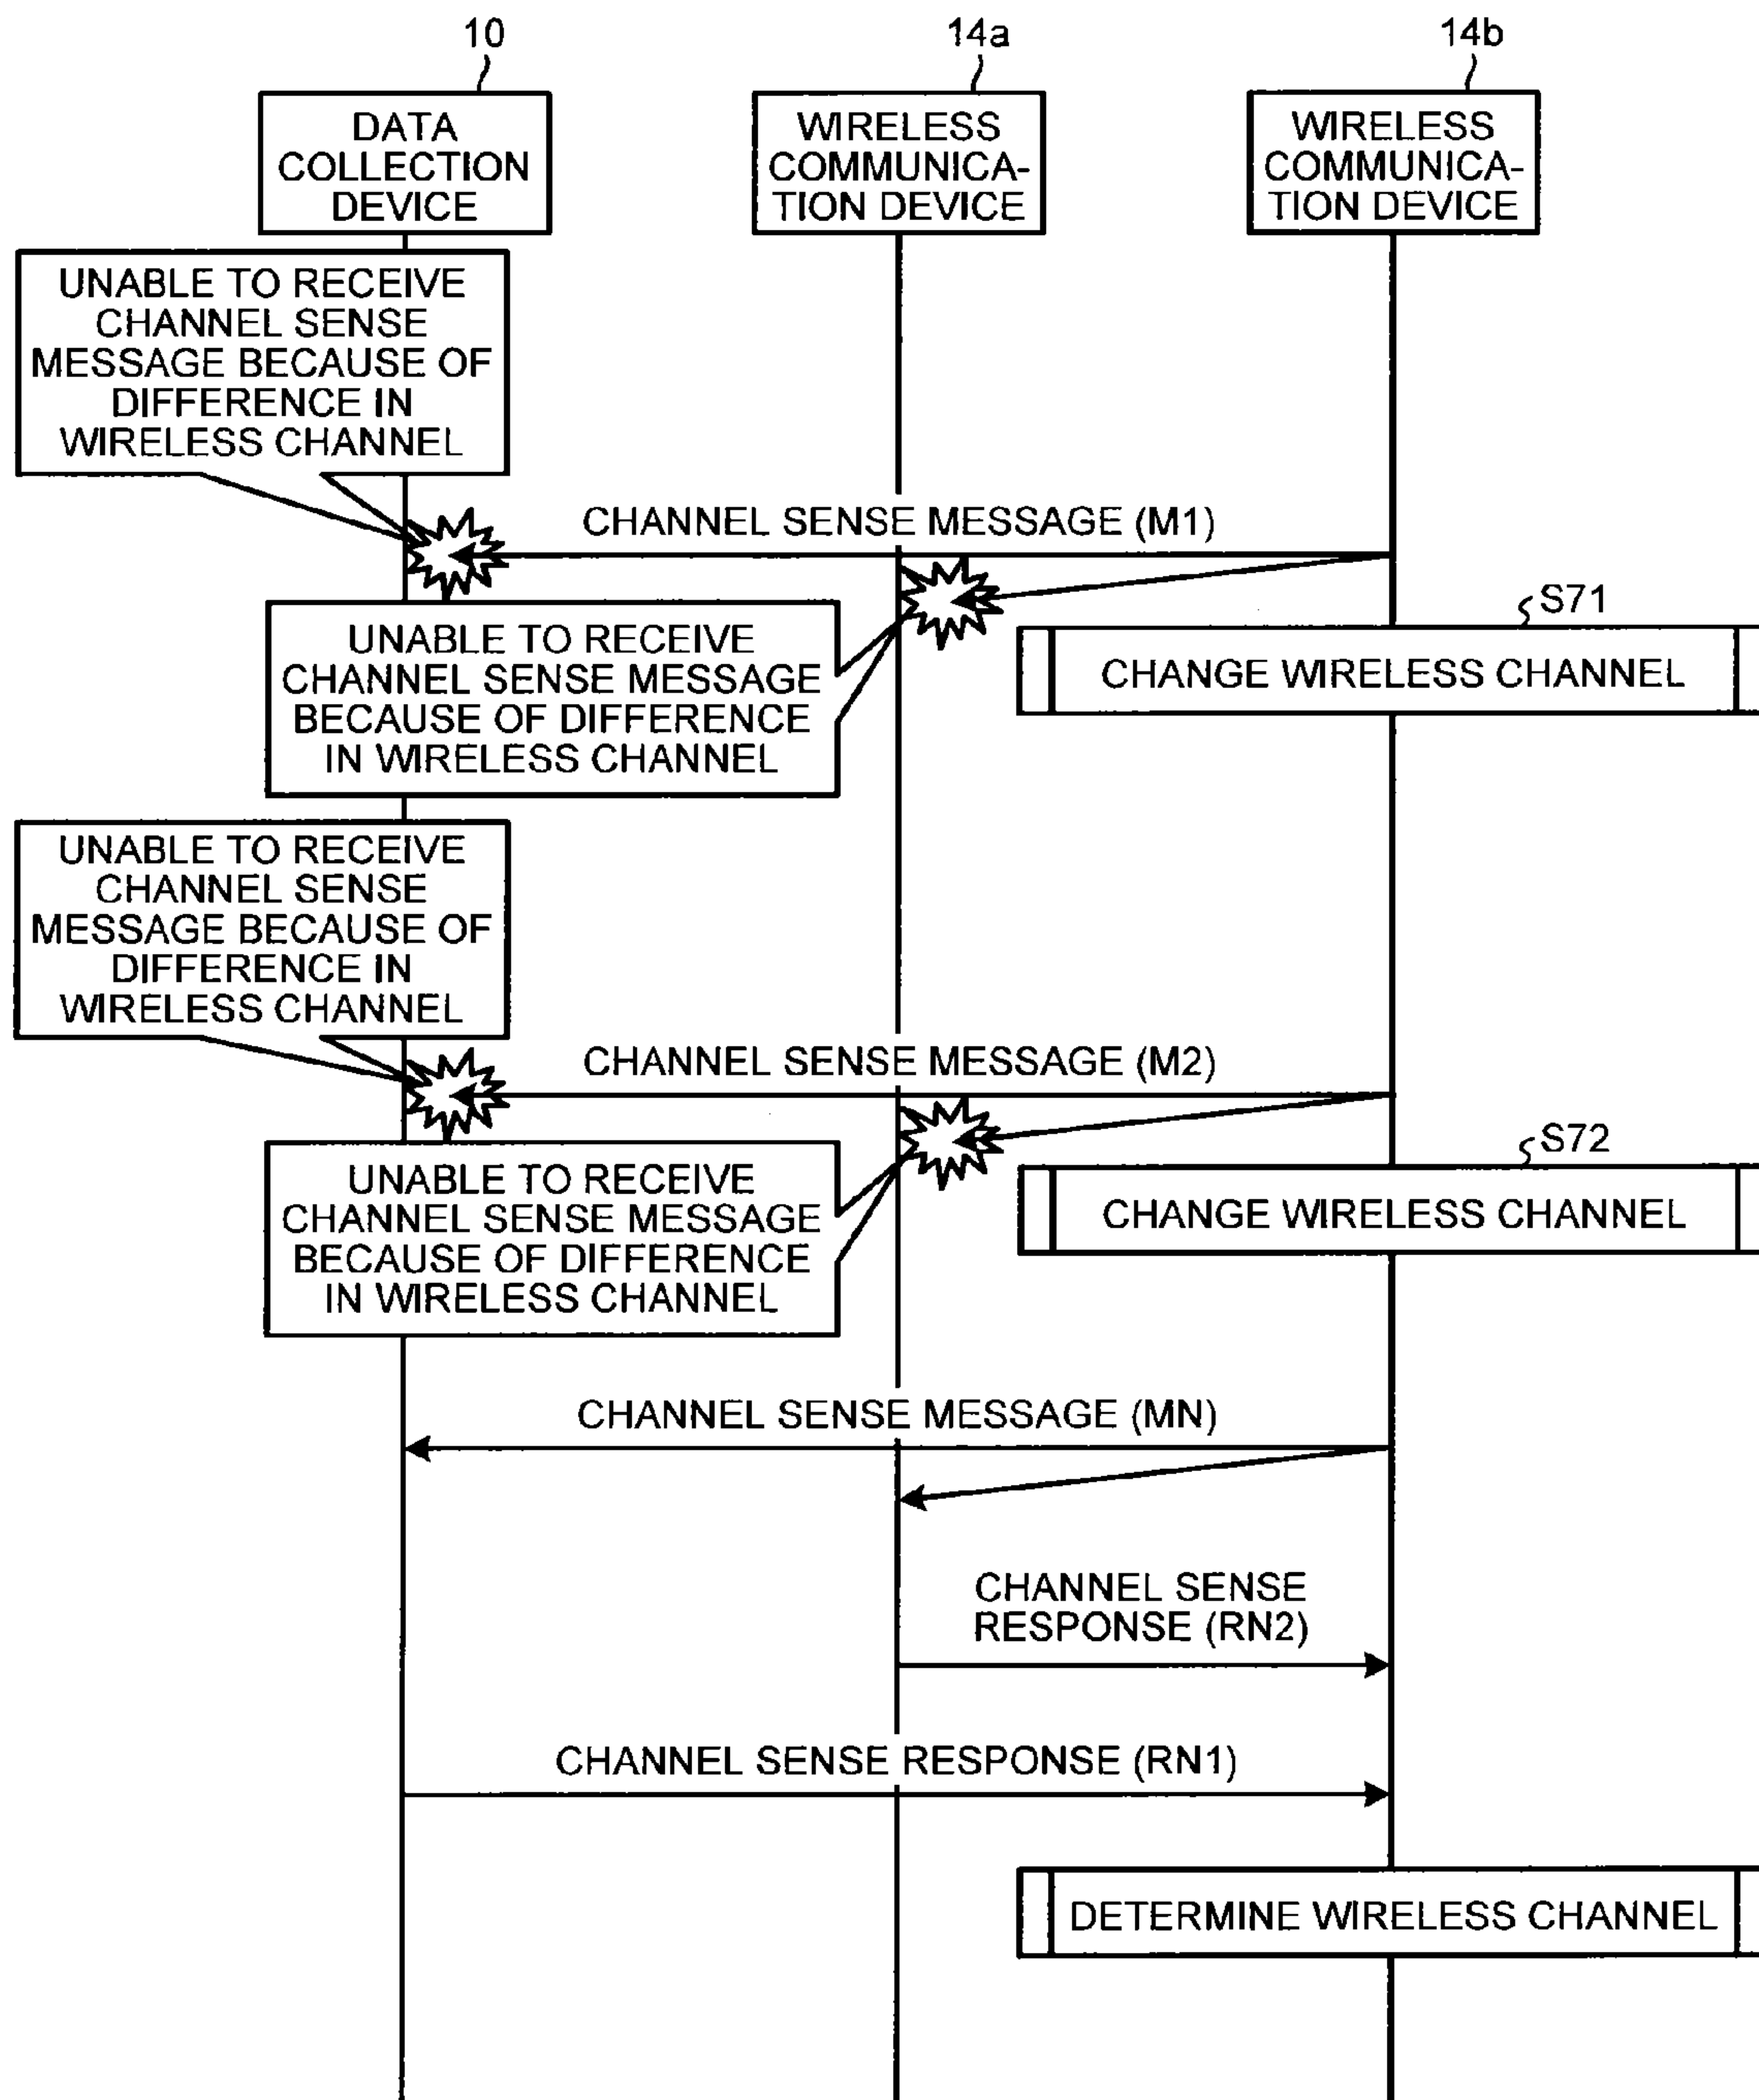 10
14a
14b
DATA
COLLECTION
DEVICE
WIRELESS
COMMUNICA-
TION DEVICE
WIRELESS
COMMUNICA-
TION DEVICE
UNABLE TO RECEIVE
CHANNEL SENSE
MESSAGE BECAUSE OF
DIFFERENCE IN
WIRELESS CHANNEL
CHANNEL SENSE MESSAGE (M1)
UNABLE TO RECEIVE
CHANNEL SENSE MESSAGE
BECAUSE OF DIFFERENCE
IN WIRELESS CHANNEL
S71
CHANGE WIRELESS CHANNEL
UNABLE TO RECEIVE
CHANNEL SENSE
MESSAGE BECAUSE OF
DIFFERENCE IN
WIRELESS CHANNEL
CHANNEL SENSE MESSAGE (M2)
UNABLE TO RECEIVE
CHANNEL SENSE MESSAGE
BECAUSE OF DIFFERENCE
IN WIRELESS CHANNEL
S72
CHANGE WIRELESS CHANNEL
CHANNEL SENSE MESSAGE (MN)
CHANNEL SENSE
RESPONSE (RN2)
CHANNEL SENSE RESPONSE (RN1)
DETERMINE WIRELESS CHANNEL